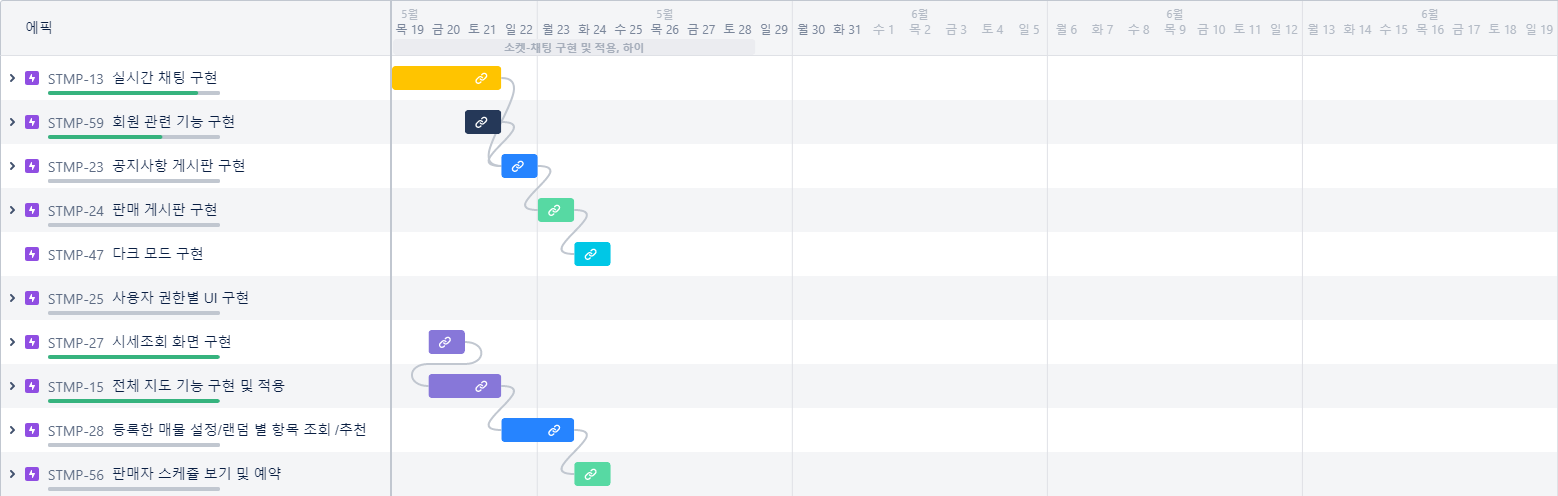 에픽
5월 5월 6월 6월 6월
목 19 금 20 토 21 일 22 월 23 화 24 수 25 목 26 금 27 토 28 일 29 월 30 화 31 수 1 목 2 금 3 토 4 일 5 월 6 화 7 수 8 목 9 금 10 토 11 일 12 월 13 화 14 수 15 목 16 금 17 토 18 일 19
소켓-채팅 구현 및 적용, 하이
STMP-13 실시간 채팅 구현
STMP-59 회원 관련 기능 구현
STMP-23 공지사항 게시판 구현
STMP-24 판매 게시판 구현
STMP-47 다크 모드 구현
STMP-25 사용자 권한별 UI 구현
STMP-27 시세조회 화면 구현
STMP-15 전체 지도 기능 구현 및 적용
STMP-28 등록한 매물 설정/랜덤 별 항목 조회 /추천
STMP-56 판매자 스케쥴 보기 및 예약